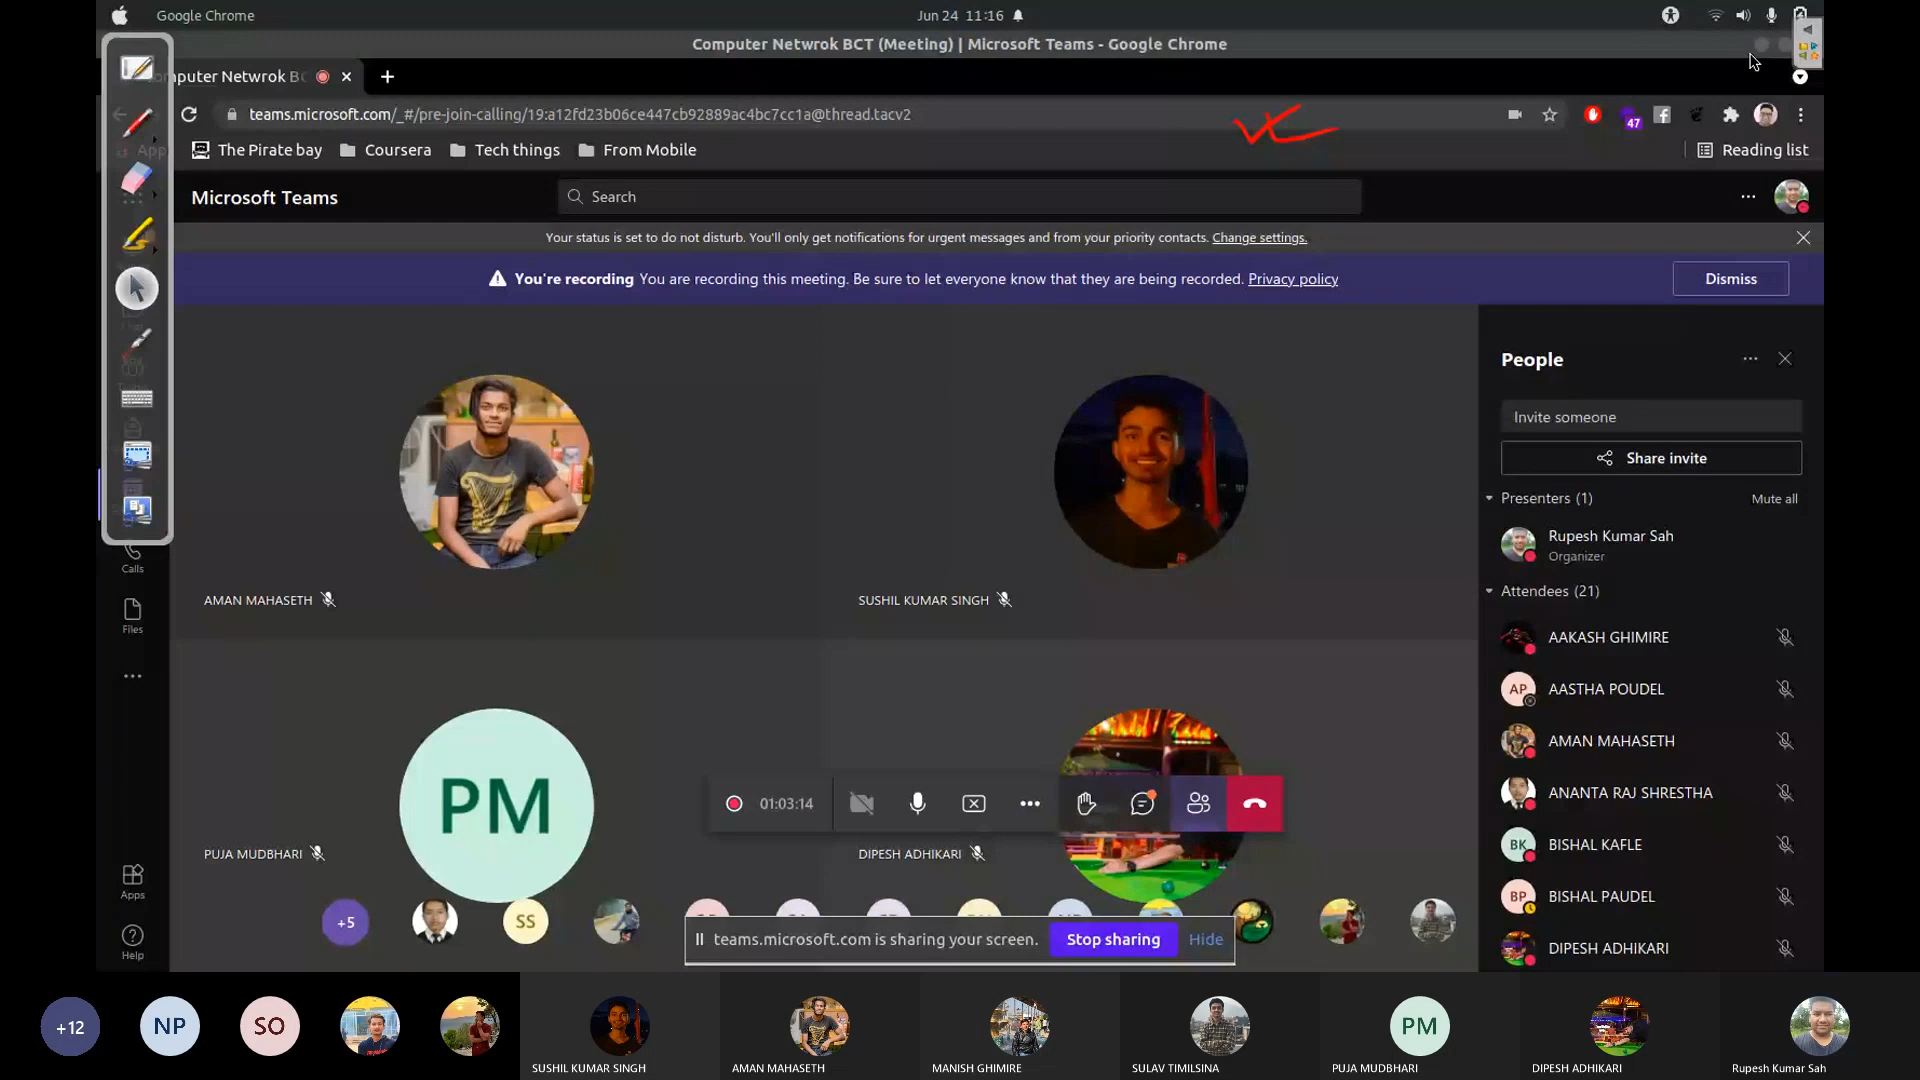 Google Chrome
Jun 24 11:16
Computer Netwrok BCT (Meeting) | Microsoft Teams - Google Chrome
mputer Netwrok BC
teams.microsoft.com/_#/pre-join-calling/19:a12fd23b06ce447cb92889ac4bc7cc1a@thread.tacv2
47
App
The Pirate bay
Coursera
Tech things
From Mobile
Reading list
Microsoft Teams
Search
Your status is set to do not disturb. You'll only get notifications for urgent messages and from your priority contacts. Change settings.
You're recording You are recording this meeting. Be sure to let everyone know that they are being recorded. Privacy policy
Dismiss
People
Invite someone
Share invite
Presenters (1)
Mute all
Rupesh Kumar Sah
Organizer
Attendees (21)
AAKASH GHIMIRE
AP
AASTHA POUDEL
AMAN MAHASETH
ANANTA RAJ SHRESTHA
BK
BISHAL KAFLE
BP
BISHAL PAUDEL
DIPESH ADHIKARI
Calls
Files
Apps
Help
AMAN MAHASETH
SUSHIL KUMAR SINGH
PM
PUJA MUDBHARI
DIPESH ADHIKARI
01:03:14
+5
SS
teams.microsoft.com is sharing your screen.
Stop sharing
Hide
+12
NP
SO
SUSHIL KUMAR SINGH
AMAN MAHASETH
MANISH GHIMIRE
SULAV TIMILSINA
PM
PUJA MUDBHARI
DIPESH ADHIKARI
Rupesh Kumar Sah